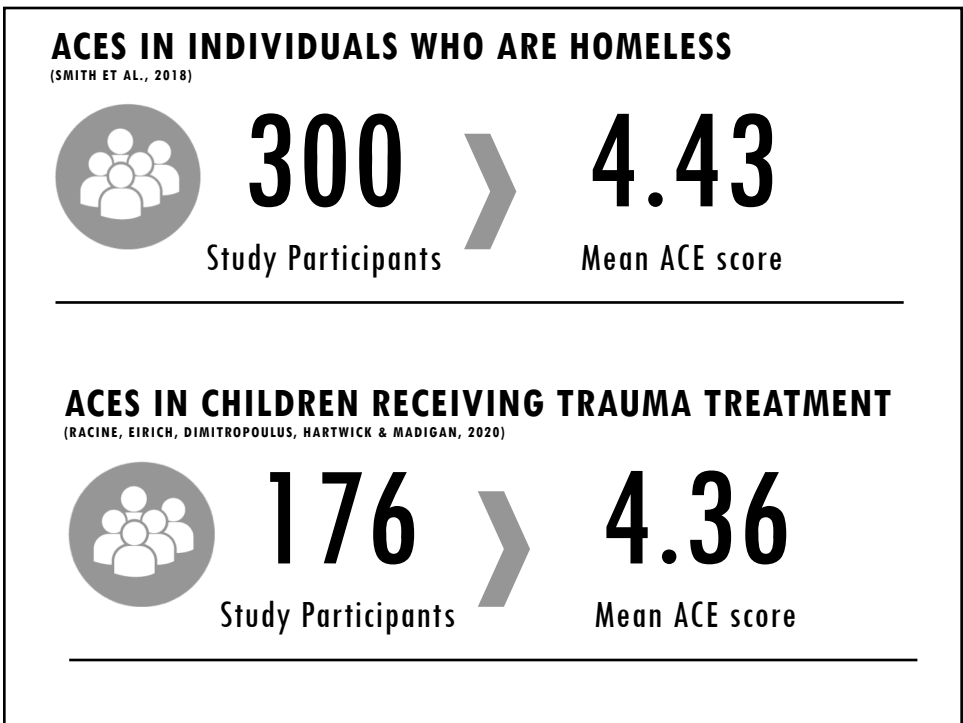 ACES IN INDIVIDUALS WHO ARE HOMELESS
(SMITH ET AL., 2018)
300 4.43
Study Participants Mean ACE score
ACES IN CHILDREN RECEIVING TRAUMA TREATMENT
(RACINE, EIRICH, DIMITROPOULUS, HARTWICK & MADIGAN, 2020)
176 4.36
Study Participants Mean ACE score